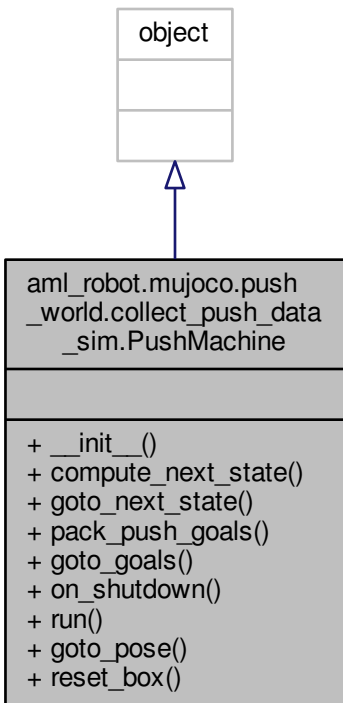 object
aml_robot.mujoco.push
_world.collect_push_data
_sim.PushMachine
+ __init__()
+ compute_next_state()
+ goto_next_state()
+ pack_push_goals()
+ goto_goals()
+ on_shutdown()
+ run()
+ goto_pose()
+ reset_box()